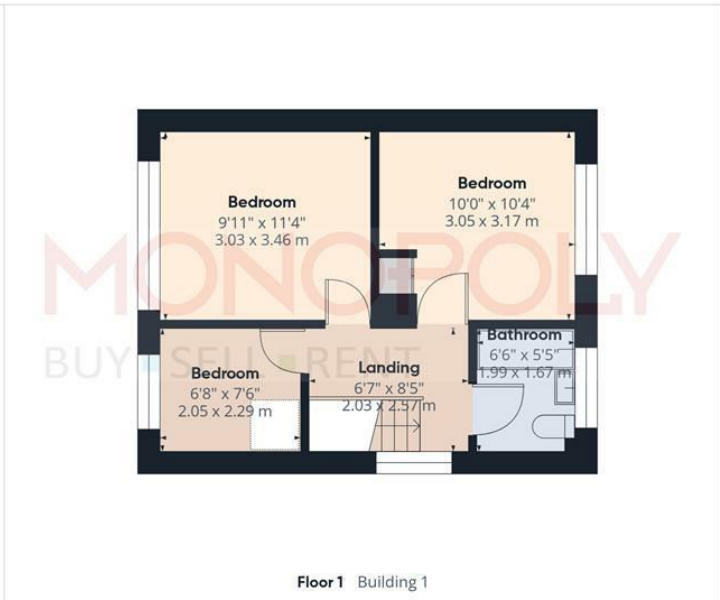 Bedroom
9'11" x 11'4"
3.03 x 3.46 m
Bedroom
10'0" x 10'4"
3.05 x 3.17 m
MONOPOLY
BUY SELL RENT
Bedroom
6'8" x 7'6"
2.05 x 2.29 m
Landing
6'7" x 8'5"
2.03 x 2.57 m
Bathroom
6'6" x 5'5"
1.99 x 1.67 m
Floor 1 Building 1